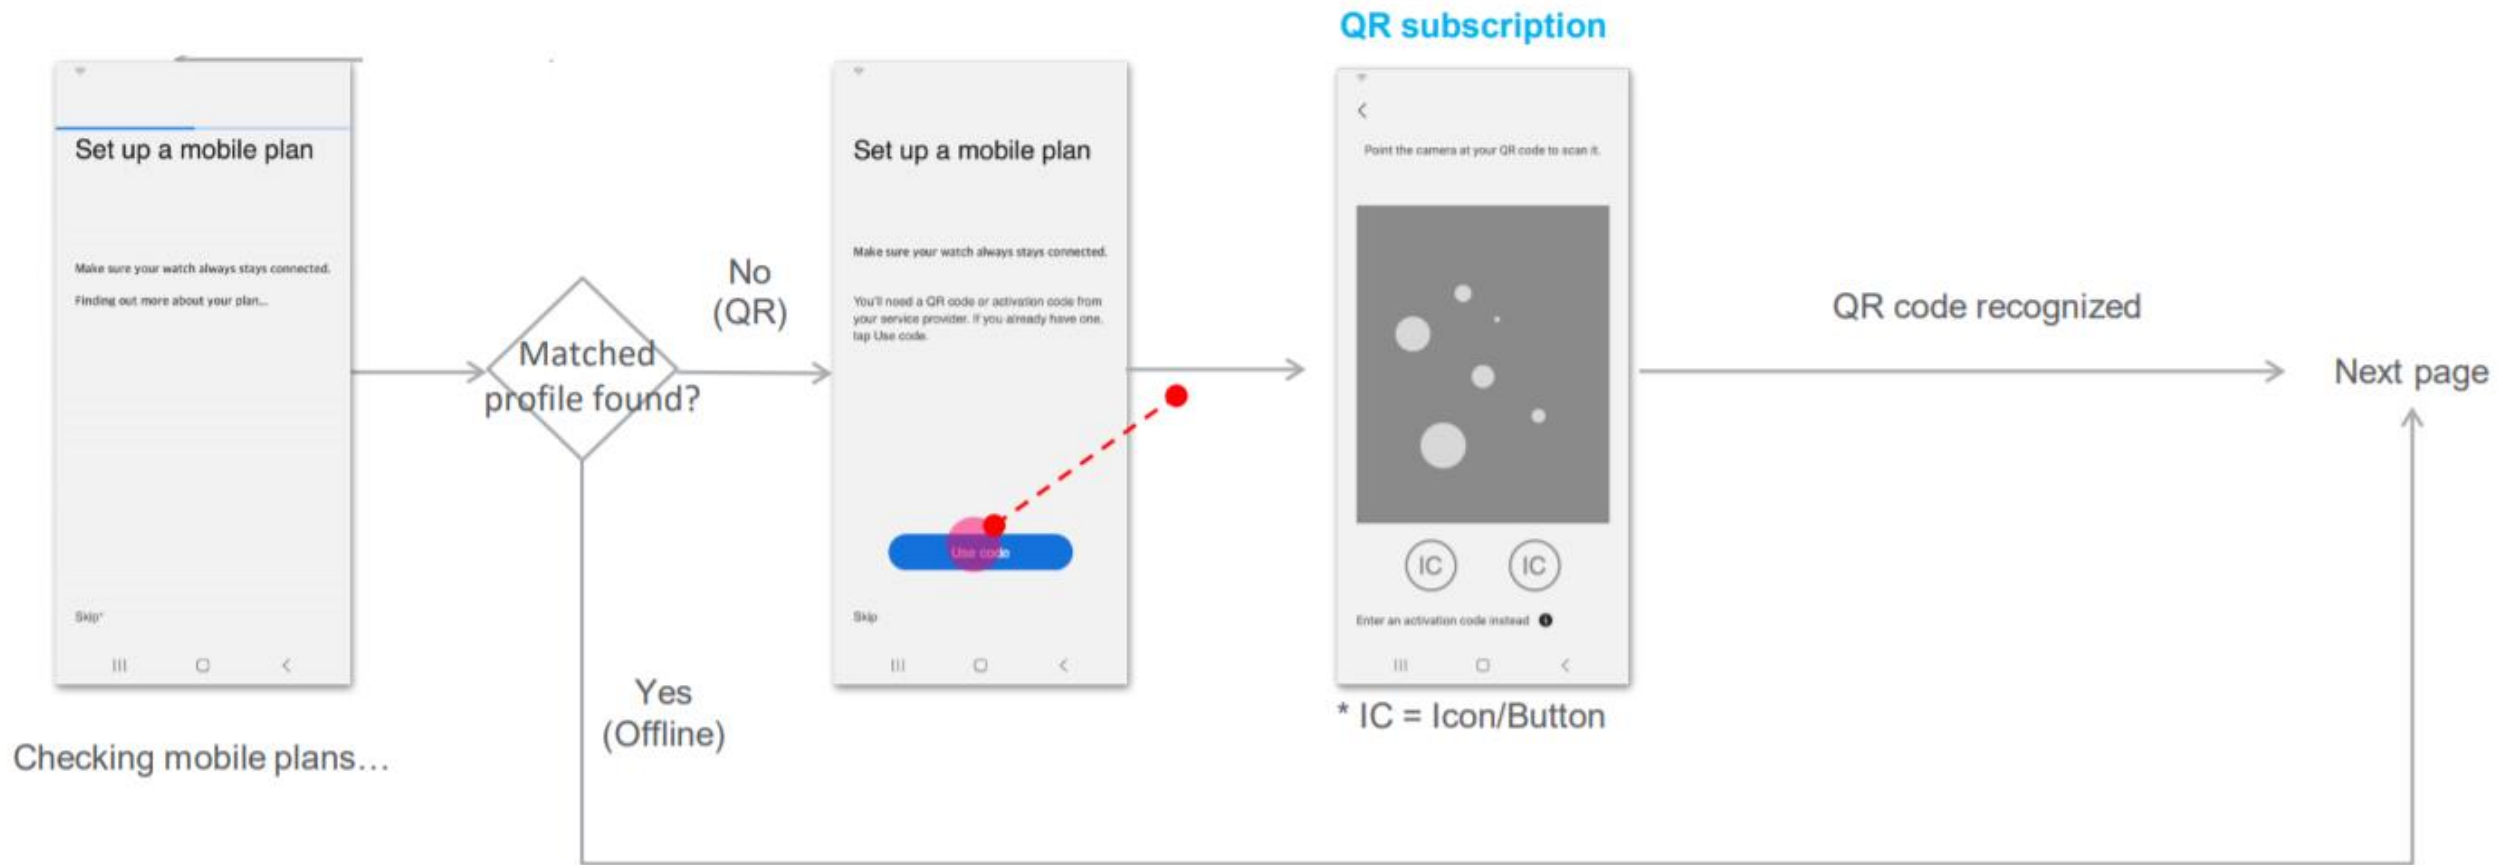 QR subscription
Set up a mobile plan
Make sure your watch always stays connected.
Finding out more about your plan...
Skip*
Checking mobile plans…
Matched
profile found?
No
(QR)
Yes
(Offline)
Set up a mobile plan
Make sure your watch always stays connected.
You'll need a QR code or activation code from
your service provider. If you already have one,
tap Use code.
Use code
Skip
Point the camera at your QR code to scan it.
IC
IC
Enter an activation code instead
* IC = Icon/Button
QR code recognized
Next page